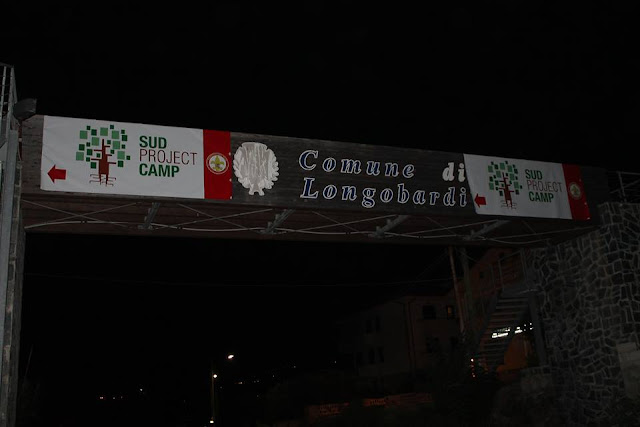 SUD
PROJECT
CAMP
Comune di
Longobardi
SUD
PROJECT
CAMP